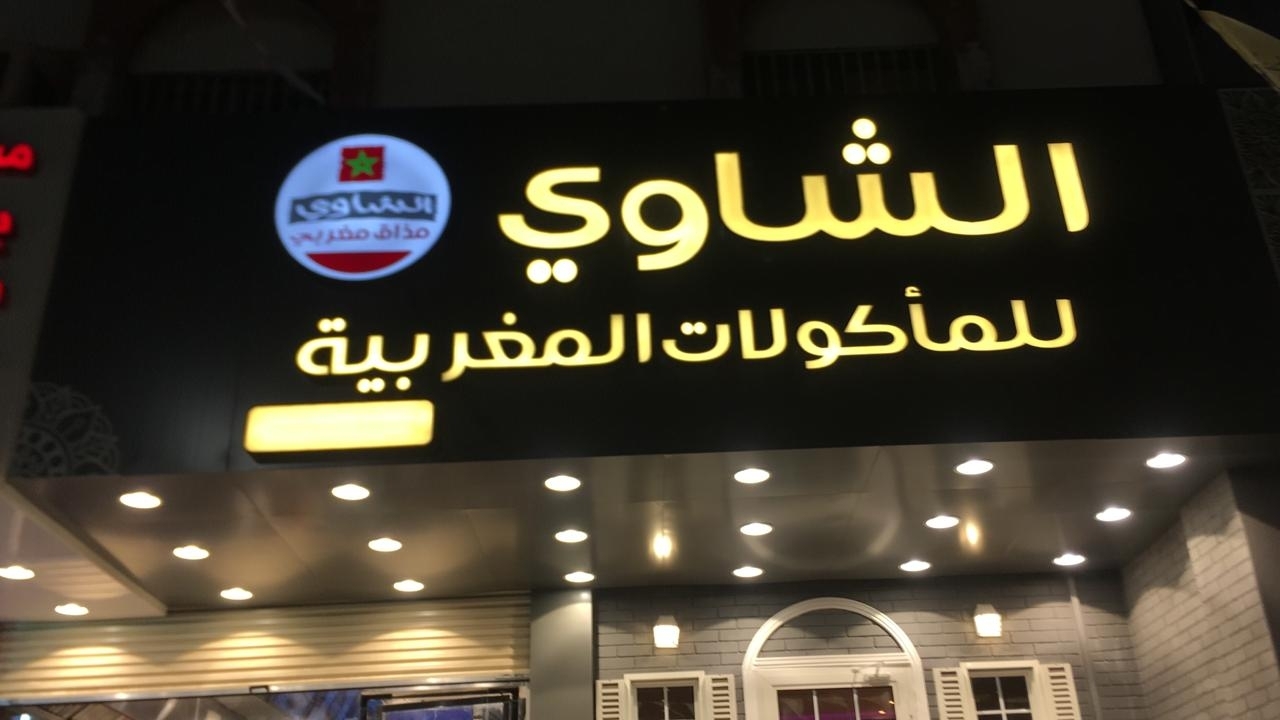 الشاوي
للمأكولات المغربية
الشاوي
مذاق مغربي